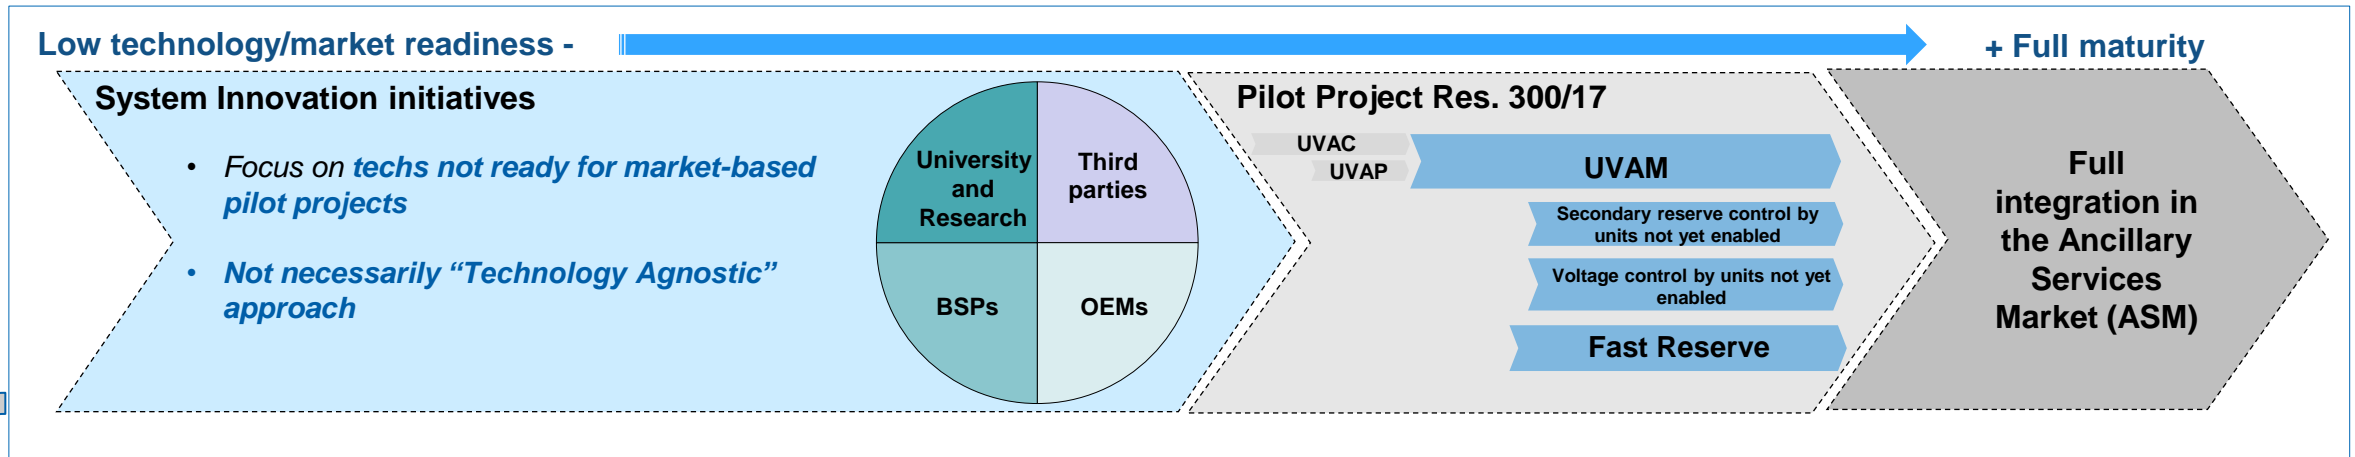 Low technology/market readiness -
+ Full maturity
System Innovation initiatives
• Focus on techs not ready for market-based
pilot projects
• Not necessarily “Technology Agnostic”
approach
University
and
Research
Third
parties
BSPs
OEMs
Pilot Project Res. 300/17
UVAC
UVAP
UVAM
Secondary reserve control by
units not yet enabled
Voltage control by units not yet
enabled
Fast Reserve
Full
integration in
the Ancillary
Services
Market (ASM)